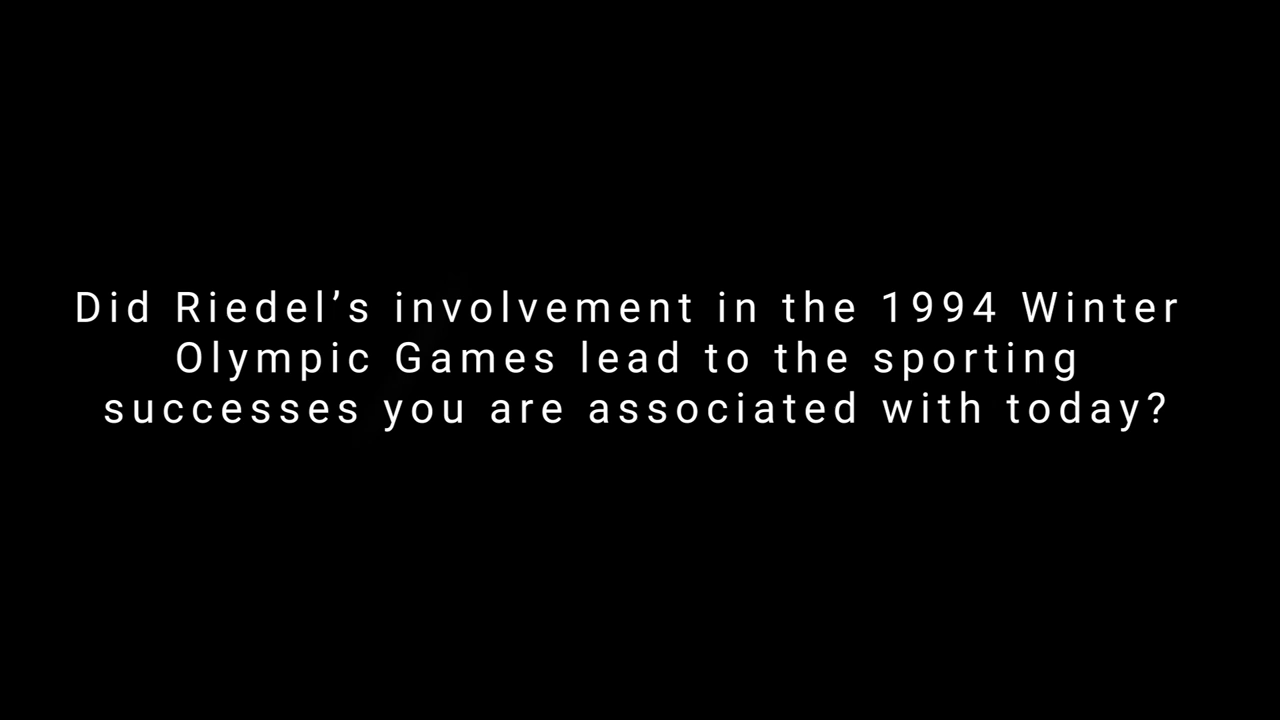 Did Riedel’s involvement in the 1994 Winter
Olympic Games lead to the sporting
successes you are associated with today?